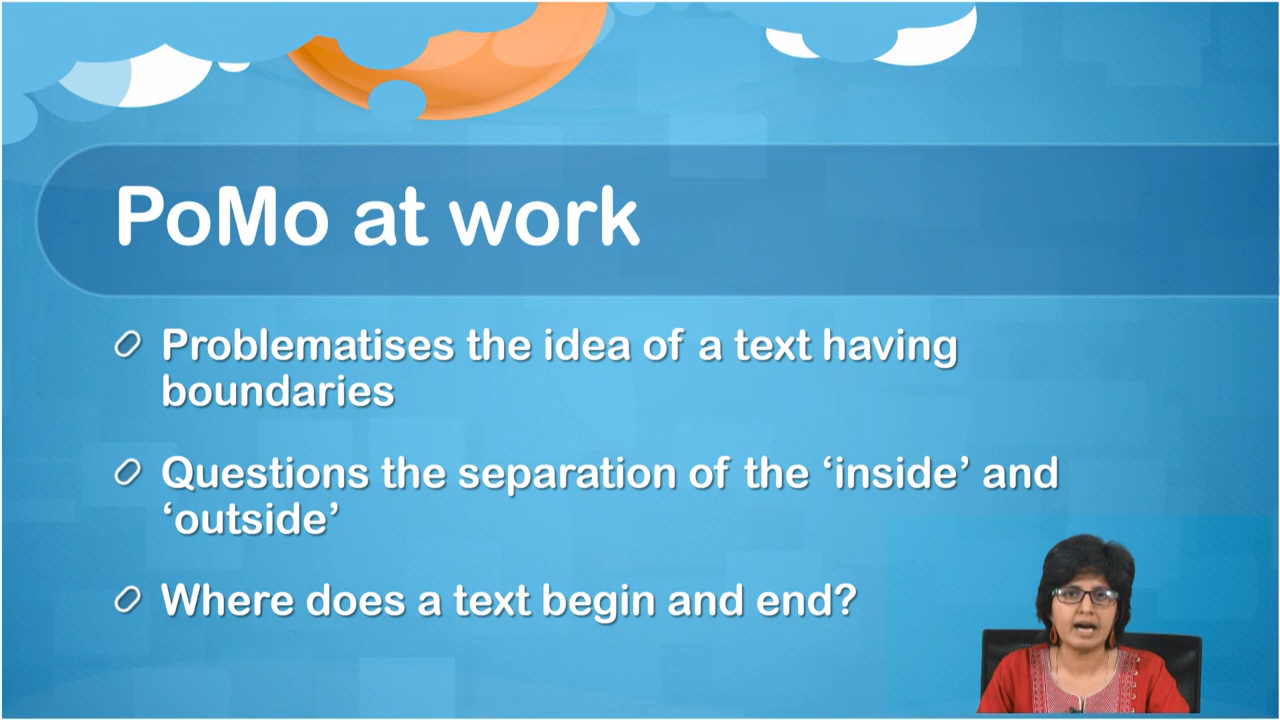 PoMo at work
Problematises the idea of a text having
boundaries
Questions the separation of the ‘inside’ and
‘outside’
Where does a text begin and end?